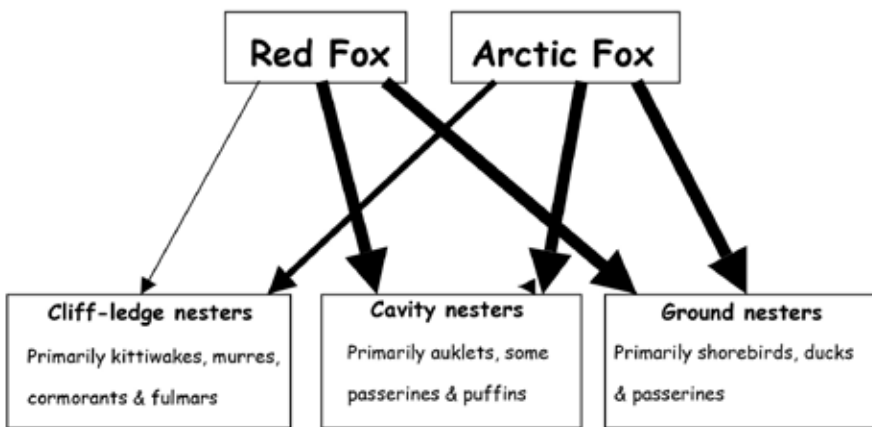 Red Fox
Arctic Fox
Cliff-ledge nesters
Primarily kittiwakes, murres,
cormorants & fulmars
Cavity nesters
Primarily auklets, some
passerines & puffins
Ground nesters
Primarily shorebirds, ducks
& passerines